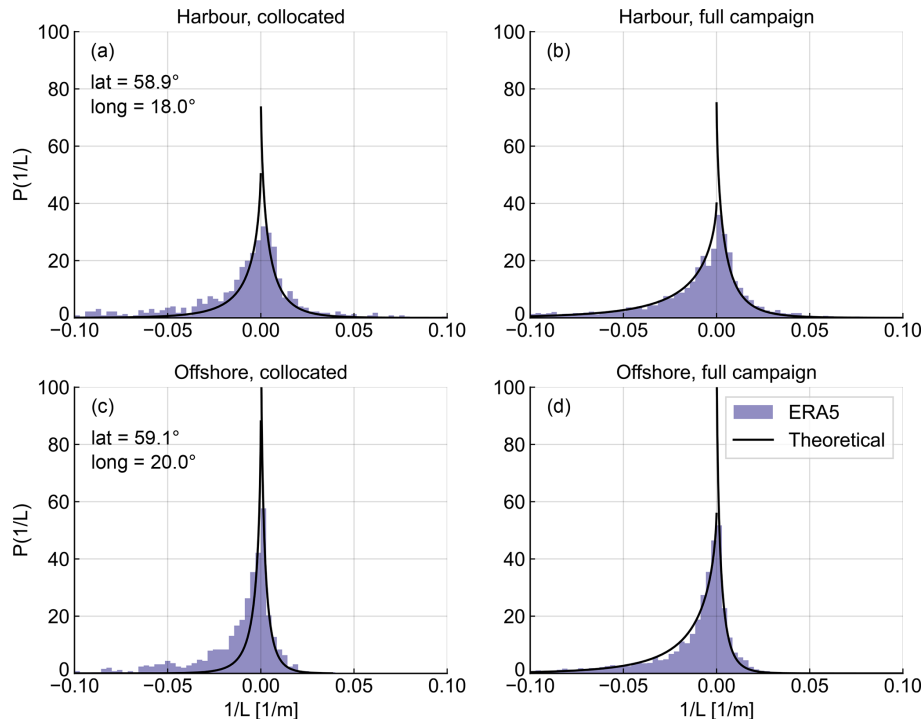 Harbour, collocated
Harbour, full campaign
(a)
lat = 58.9°
long = 18.0°
(b)
P(1/L)
100
80
60
40
20
0
−0.10 −0.05 0.00 0.05 0.10
100
80
60
40
20
0
−0.10 −0.05 0.00 0.05 0.10
Offshore, collocated
Offshore, full campaign
(c)
lat = 59.1°
long = 20.0°
(d)
ERA5
Theoretical
P(1/L)
100
80
60
40
20
0
−0.10 −0.05 0.00 0.05 0.10
1/L [1/m]
100
80
60
40
20
0
−0.10 −0.05 0.00 0.05 0.10
1/L [1/m]